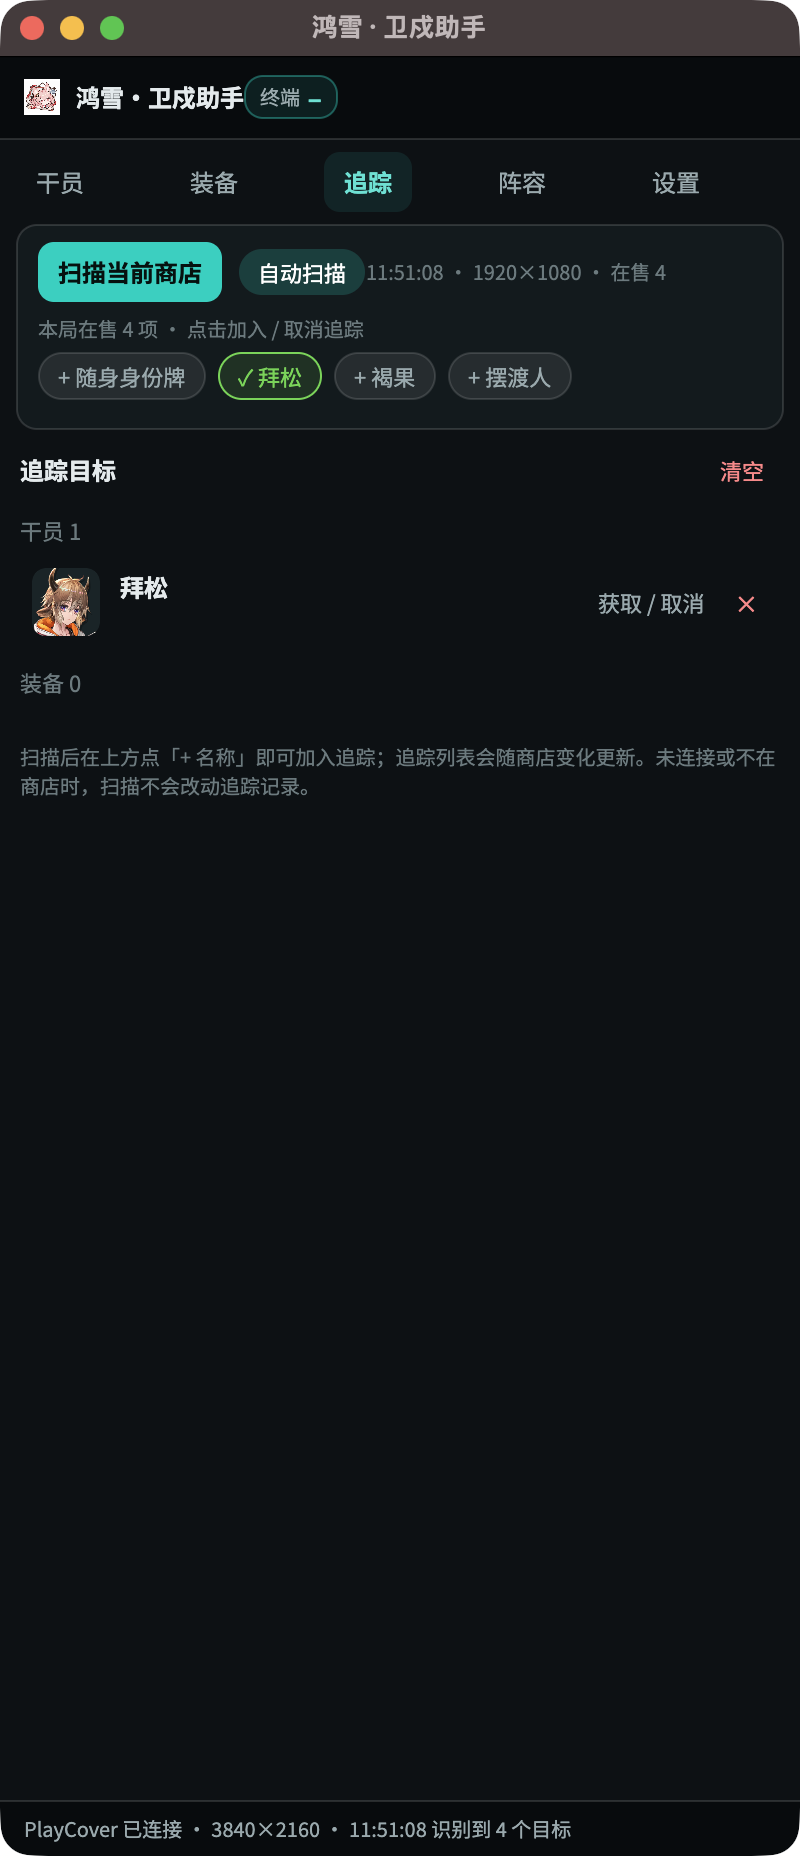 鸿雪 · 卫戍助手
鸿雪 · 卫戍助手 终端 –
干员 装备 追踪 阵容 设置
扫描当前商店 自动扫描 11:51:08 · 1920×1080 · 在售 4
本局在售 4 项 · 点击加入 / 取消追踪
+ 随身身份牌 ✓ 拜松 + 褐果 + 摆渡人
追踪目标 清空
干员 1
拜松
获取 / 取消 ×
装备 0
扫描后在上方点「+ 名称」即可加入追踪；追踪列表会随商店变化更新。未连接或不在
商店时，扫描不会改动追踪记录。
PlayCover 已连接 · 3840×2160 · 11:51:08 识别到 4 个目标